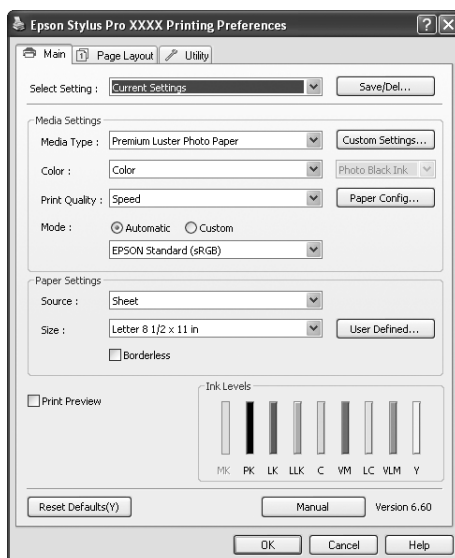 Epson Stylus Pro XXXX Printing Preferences
Main Page Layout Utility
Select Setting : Current Settings Save/Del...
Media Settings
Media Type : Premium Luster Photo Paper Custom Settings...
Color : Color Photo Black Ink
Print Quality : Speed Paper Config...
Mode : Automatic Custom
EPSON Standard (sRGB)
Paper Settings
Source : Sheet
Size : Letter 8 1/2 x 11 in User Defined...
Borderless
Print Preview
Ink Levels
MK PK LK LLK C VM LC VLM Y
Reset Defaults(Y) Manual Version 6.60
OK Cancel Help